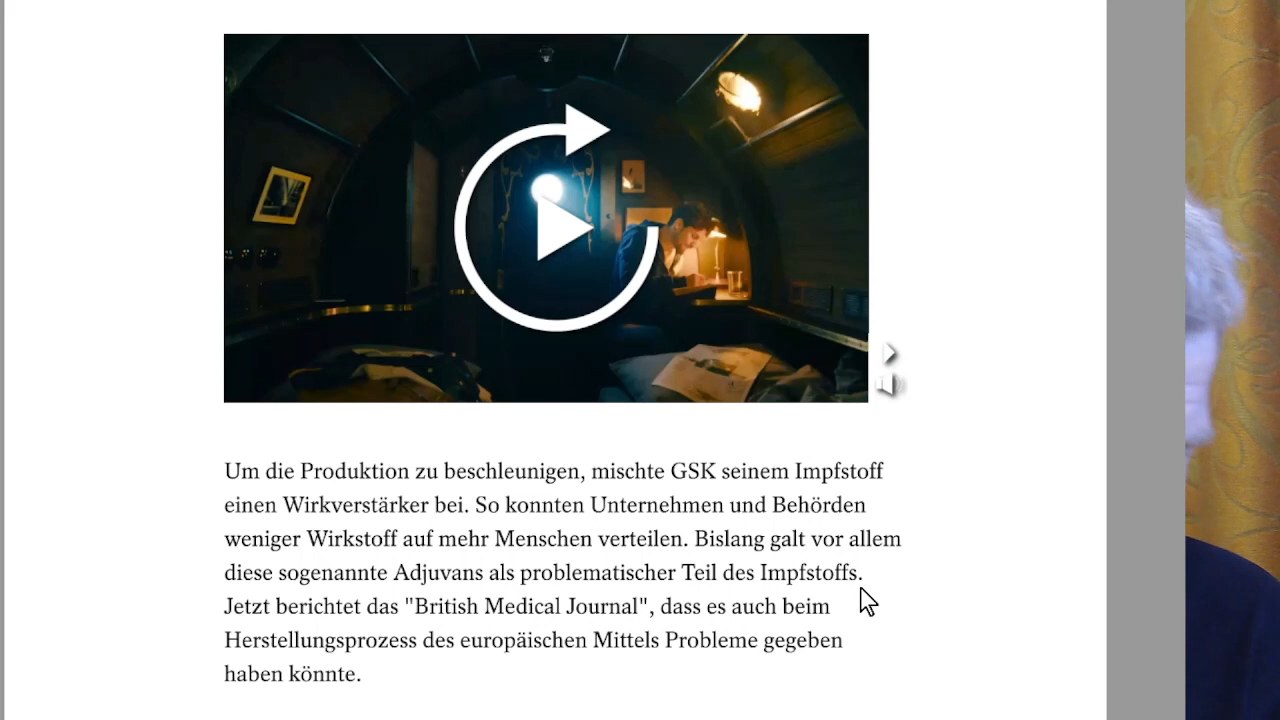 Um die Produktion zu beschleunigen, mischte GSK seinem Impfstoff
einen Wirkverstärker bei. So konnten Unternehmen und Behörden
weniger Wirkstoff auf mehr Menschen verteilen. Bislang galt vor allem
diese sogenannte Adjuvans als problematischer Teil des Impfstoffs.
Jetzt berichtet das "British Medical Journal", dass es auch beim
Herstellungsprozess des europäischen Mittels Probleme gegeben
haben könnte.